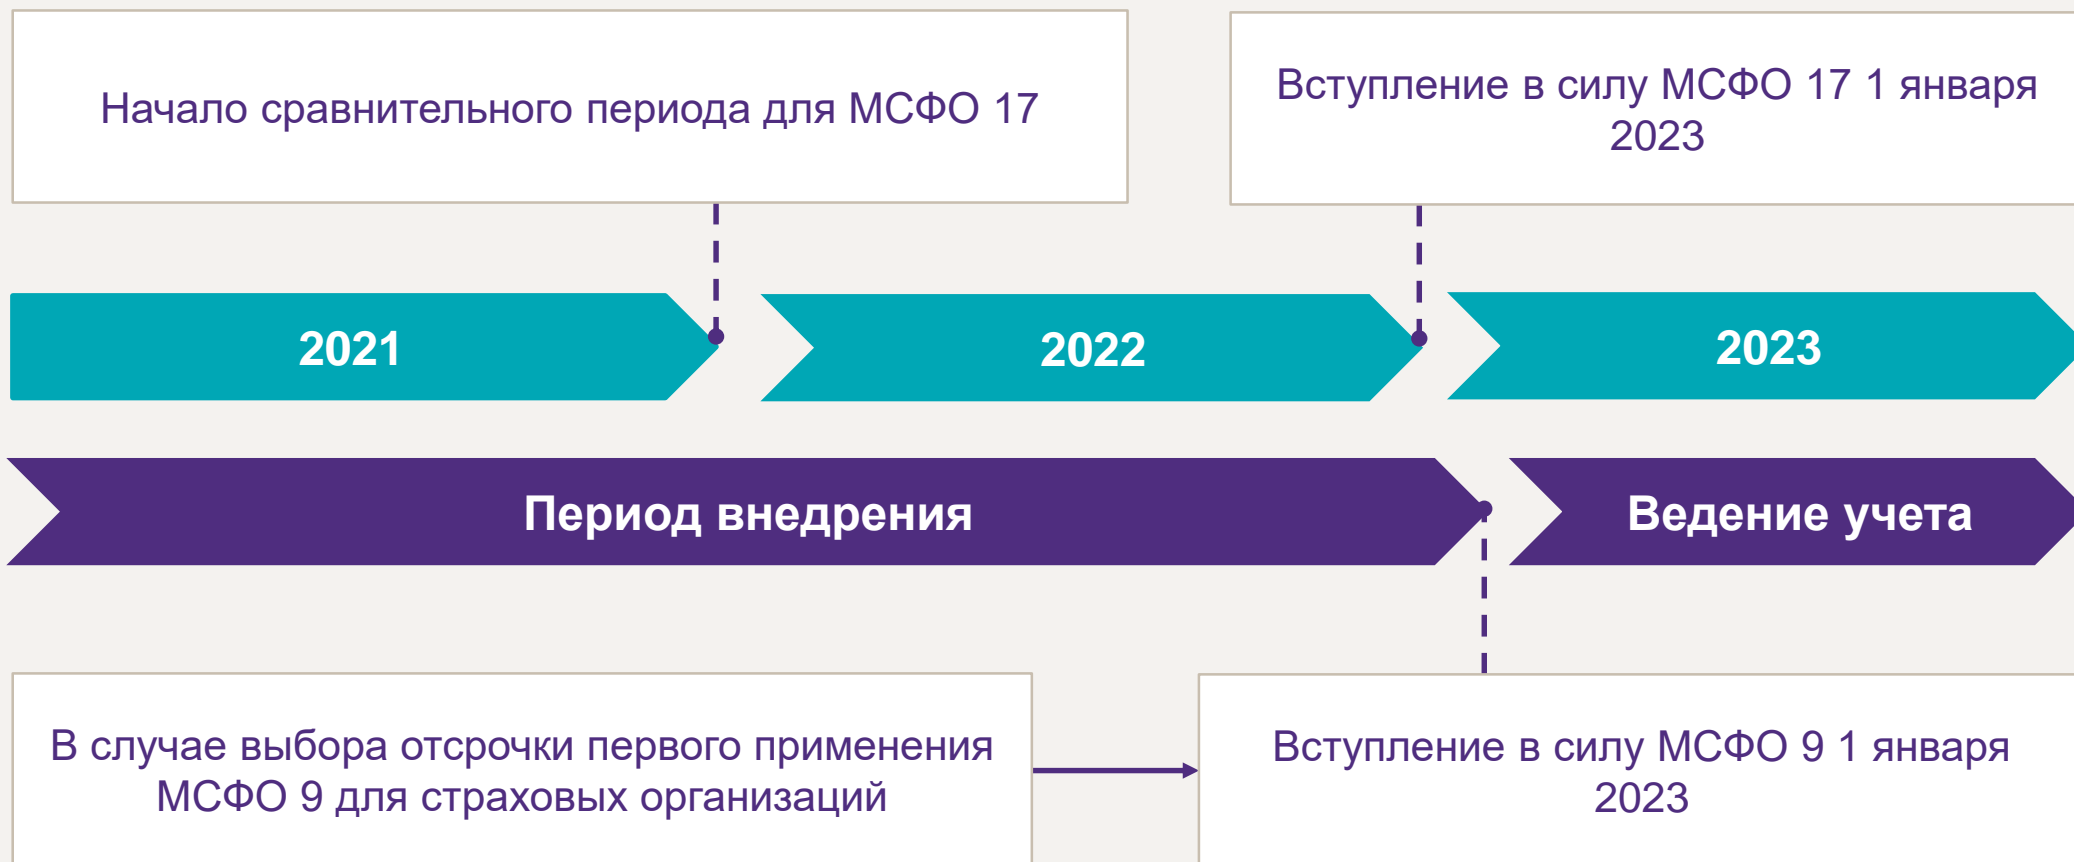 Начало сравнительного периода для МСФО 17
Вступление в силу МСФО 17 1 января
2023
2021
2022
2023
Период внедрения
Ведение учета
В случае выбора отсрочки первого применения
МСФО 9 для страховых организаций
Вступление в силу МСФО 9 1 января
2023